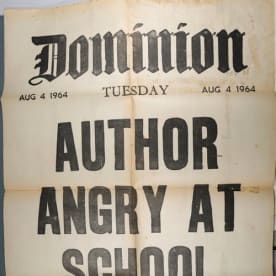 Dominion
AUG 4 1964 TUESDAY AUG 4 1964
AUTHOR
ANGRY AT
SCHOOL